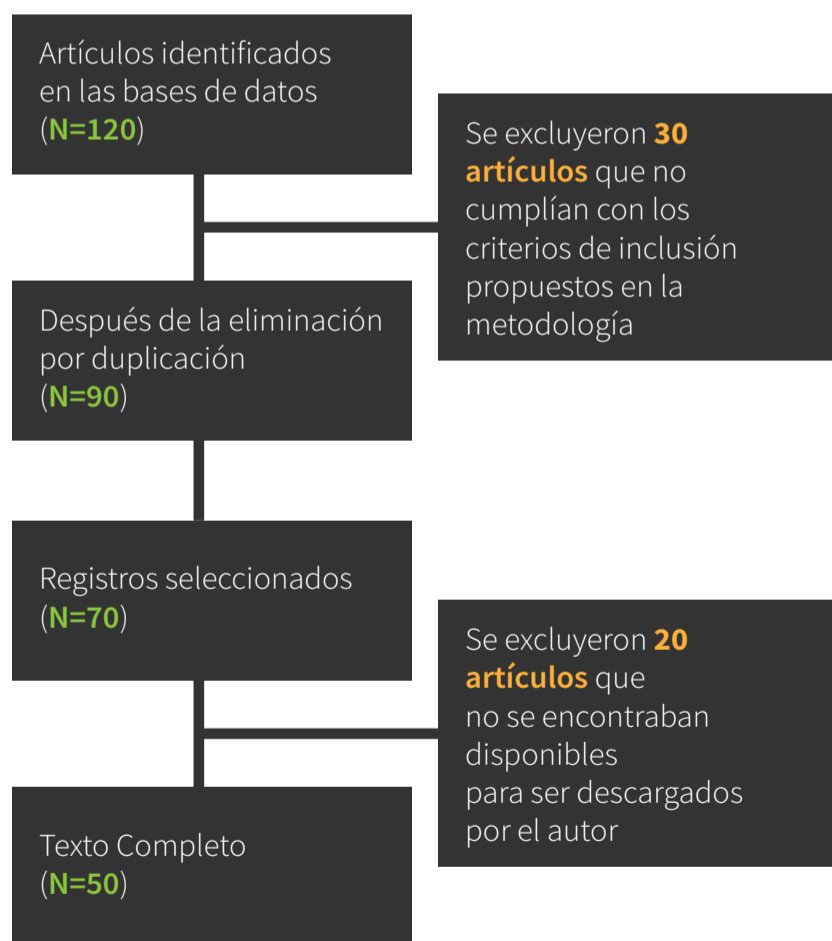 Artículos identificados
en las bases de datos
(N=120)
Se excluyeron 30
artículos que no
cumplían con los
criterios de inclusión
propuestos en la
metodología
Después de la eliminación
por duplicación
(N=90)
Registros seleccionados
(N=70)
Se excluyeron 20
artículos que
no se encontraban
disponibles
para ser descargados
por el autor
Texto Completo
(N=50)